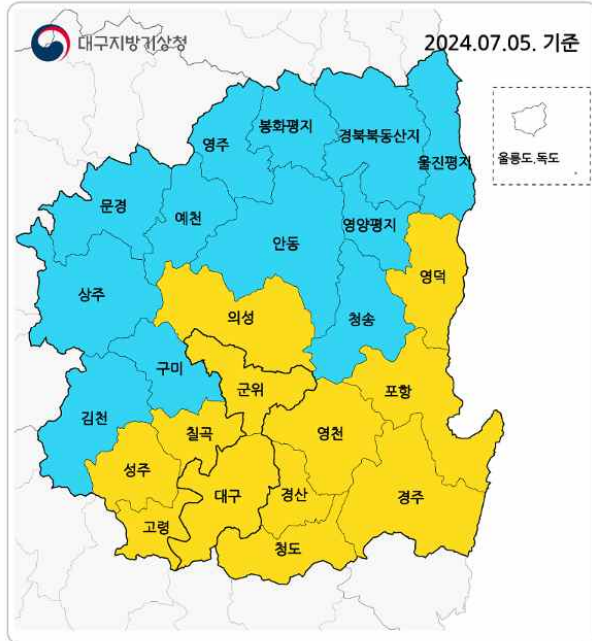 대구지방기상청
2024.07.05. 기준
봉화평지
경북북동산지
영주
울진평지
울릉도.독도
문경
예천
안동
영양평지
영덕
상주
의성
청송
구미
군위
포항
김천
칠곡
영천
성주
대구
경산
경주
고령
청도